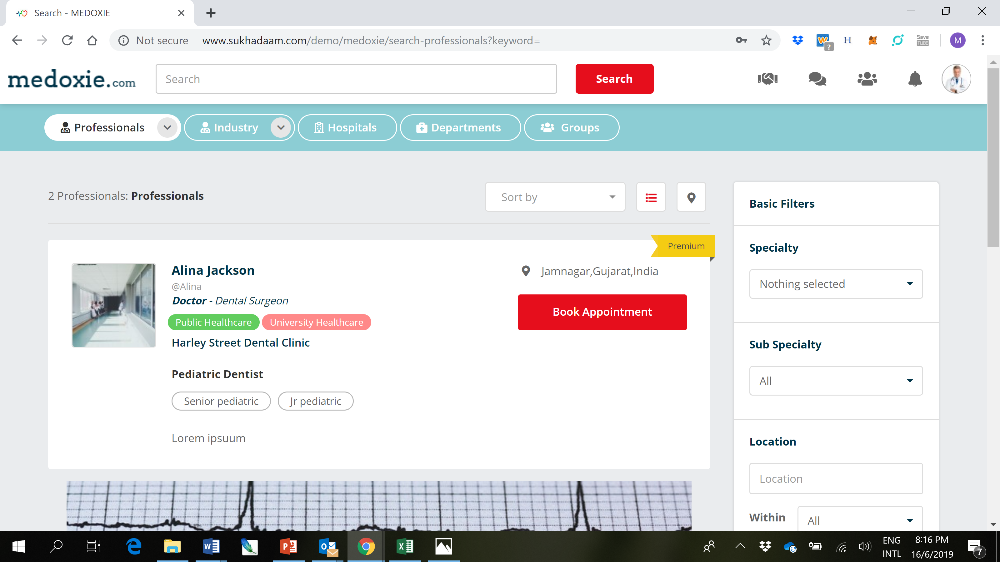 Search - MEDOXIE
Not secure
www.sukhadaam.com/demo/medoxie/search-professionals?keyword=
W
?
H
Save
TUBE
M
medoxie.com
Search
Search
Professionals
Industry
Hospitals
Departments
Groups
2 Professionals: Professionals
Sort by
Basic Filters
Premium
Specialty
Nothing selected
Alina Jackson
@Alina
Doctor - Dental Surgeon
Public Healthcare
University Healthcare
Harley Street Dental Clinic
Jamnagar,Gujarat,India
Book Appointment
Pediatric Dentist
Senior pediatric
Jr pediatric
Lorem ipsuum
Sub Specialty
All
Location
Location
Within
All
W
P
O
X
ENG
INTL
8:16 PM
16/6/2019
7